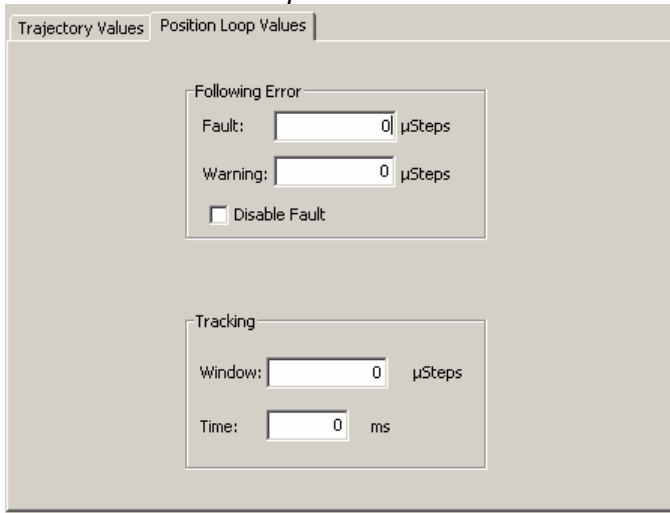 Trajectory Values Position Loop Values
Following Error
Fault: 0 µSteps
Warning: 0 µSteps
Disable Fault
Tracking
Window: 0 µSteps
Time: 0 ms